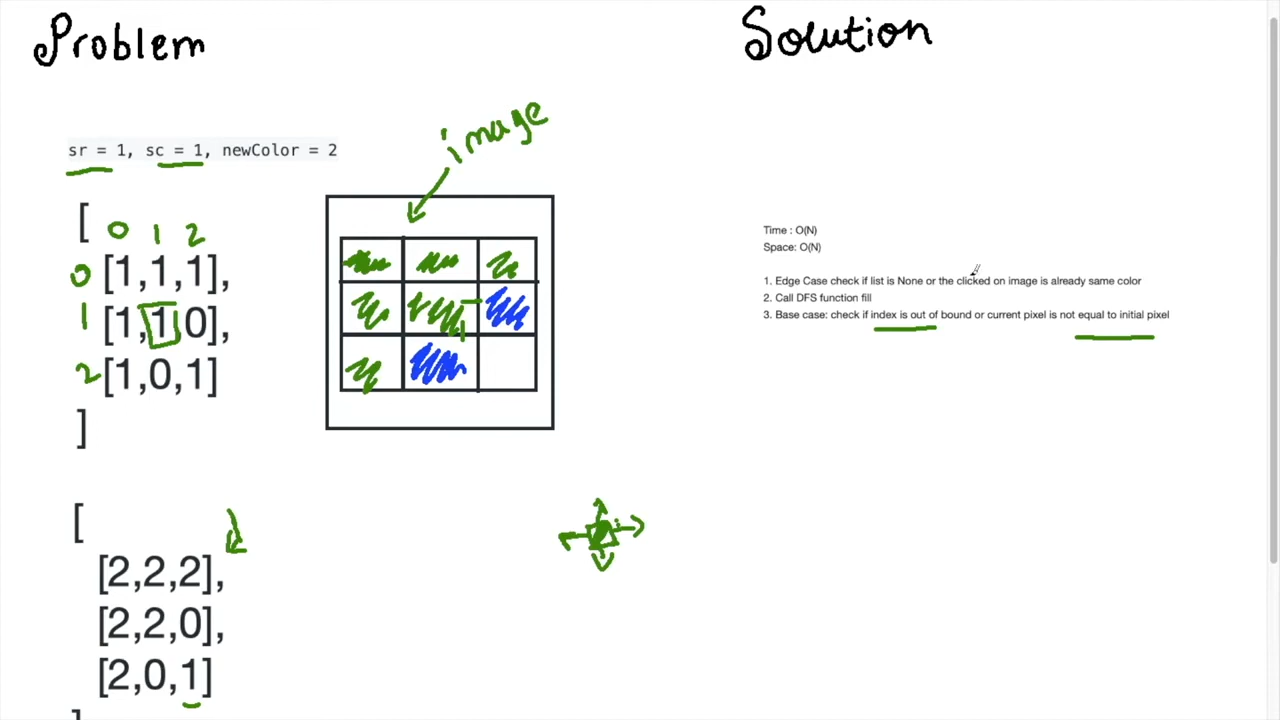 Problem
Solution
image
sr = 1, sc = 1, newColor = 2
[
0 1 2
0 [1,1,1],
1 [1,1,0],
2 [1,0,1]
]
[
[2,2,2],
[2,2,0],
[2,0,1]
]
Time : O(N)
Space: O(N)
1. Edge Case check if list is None or the clicked on image is already same color
2. Call DFS function fill
3. Base case: check if index is out of bound or current pixel is not equal to initial pixel